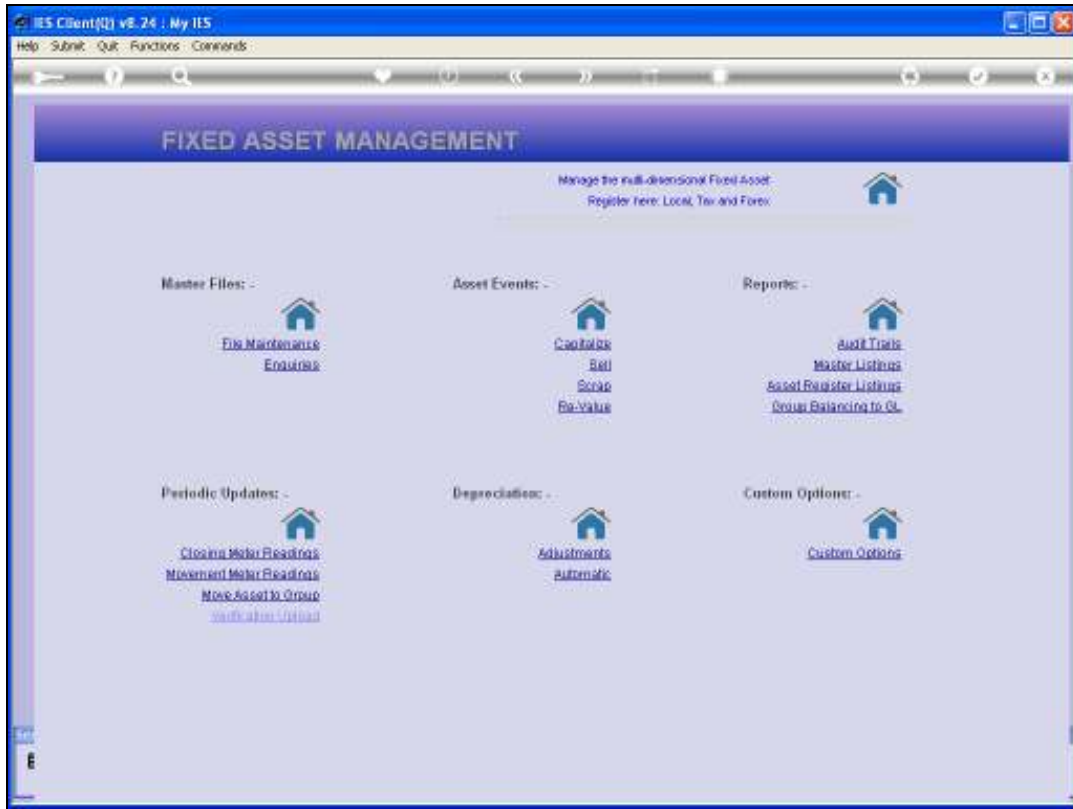 IES Client(Q) v8.24 : My IES
Help Submit Quit Functions Commands
FIXED ASSET MANAGEMENT
Manage the multi-dimensional Fixed Asset
Register here: Local, Tax and Forex
Master Files: -
File Maintenance
Enquiries
Asset Events: -
Capitalize
Sell
Scrap
Re-Value
Reports: -
Audit Trails
Master Listings
Asset Register Listings
Group Balancing to GL
Periodic Updates: -
Closing Meter Readings
Movement Meter Readings
Move Asset to Group
Verification Upload
Depreciation: -
Adjustments
Automatic
Custom Options: -
Custom Options